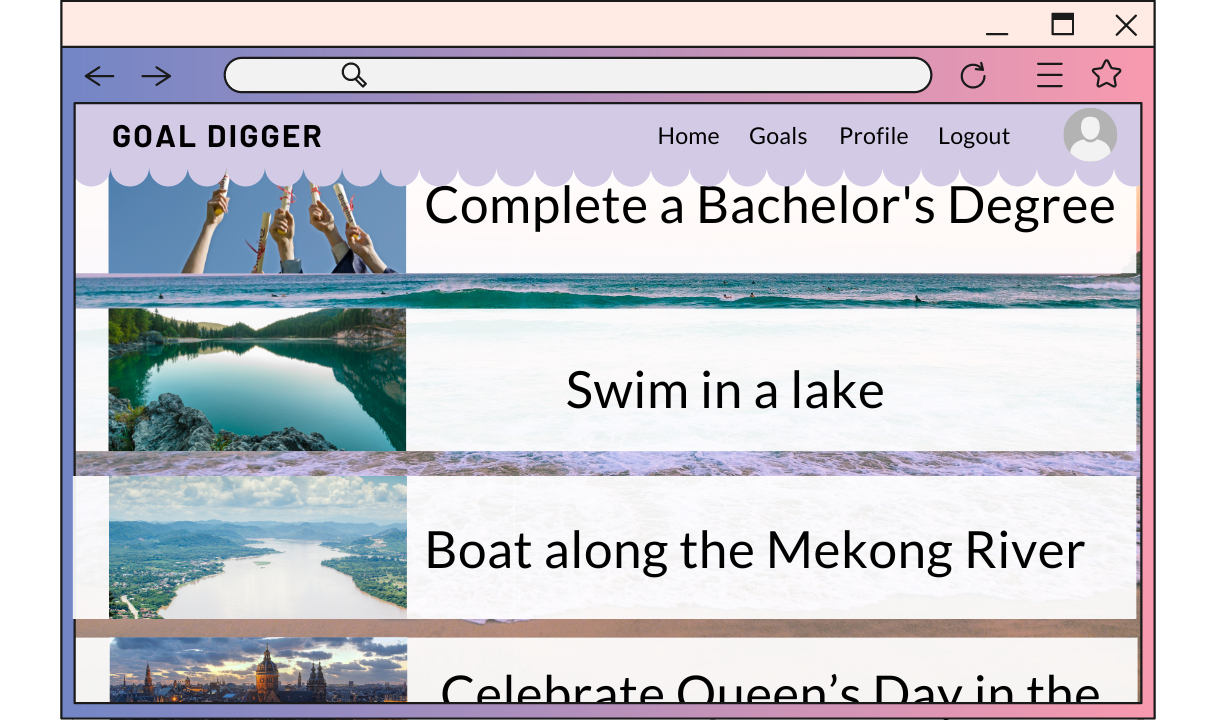 GOAL DIGGER
Home Goals Profile Logout
Complete a Bachelor's Degree
Swim in a lake
Boat along the Mekong River
Celebrate Queen’s Day in the